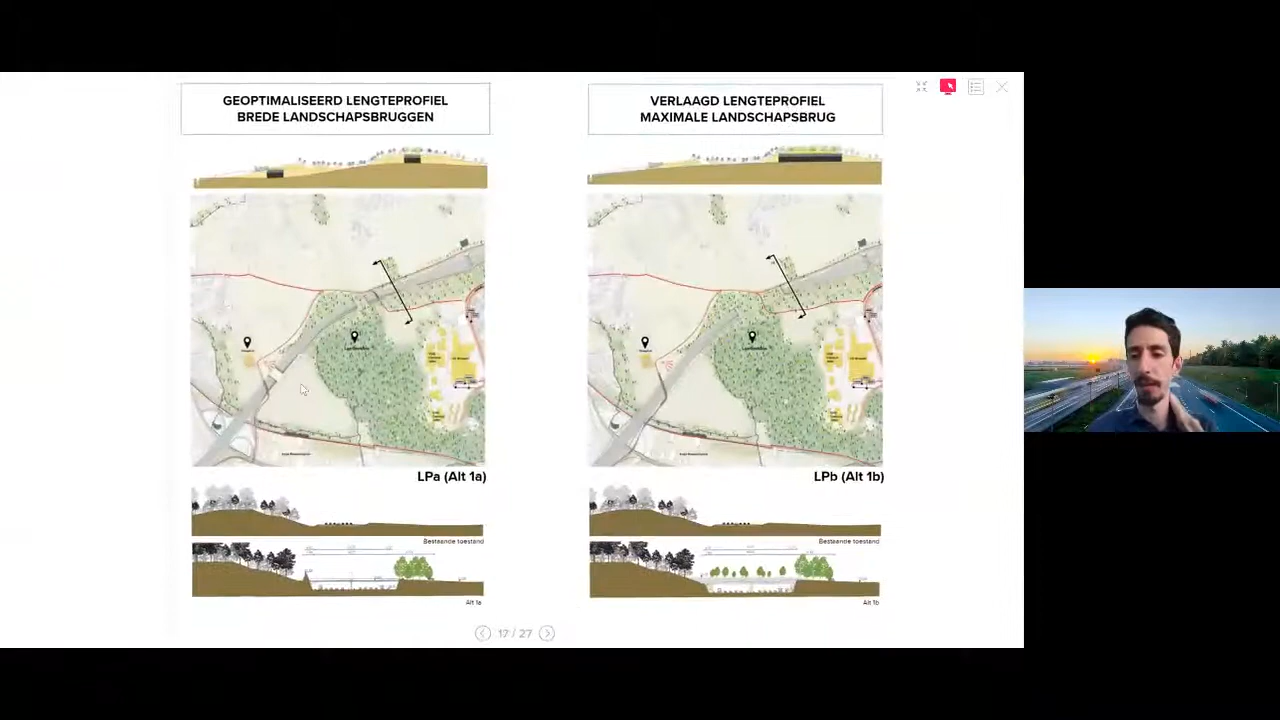 GEOPTIMALISEERD LENGTEPROFIEL
BREDE LANDSCHAPSBRUGGEN
VERLAAGD LENGTEPROFIEL
MAXIMALE LANDSCHAPSBRUG
LPa (Alt 1a)
LPb (Alt 1b)
Bestaande toestand
Bestaande toestand
Alt 1a
Alt 1b
17 / 27